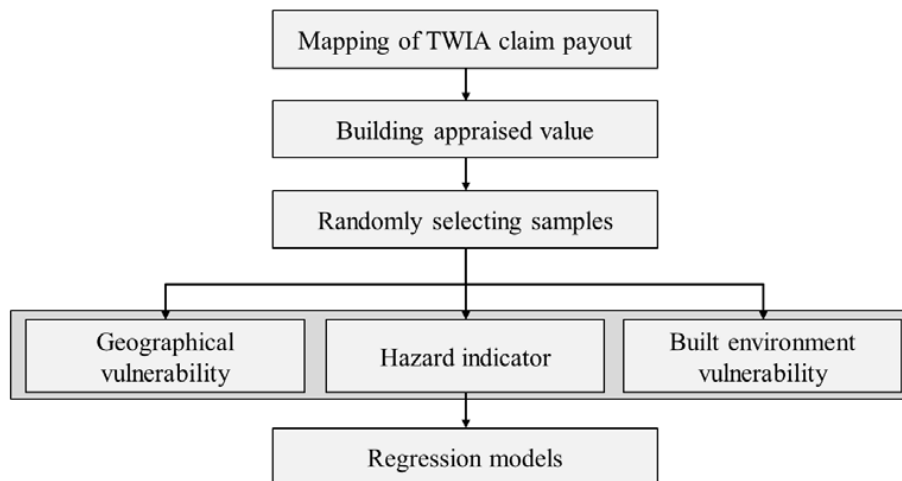 Mapping of TWIA claim payout
Building appraised value
Randomly selecting samples
Geographical
vulnerability
Hazard indicator
Built environment
vulnerability
Regression models